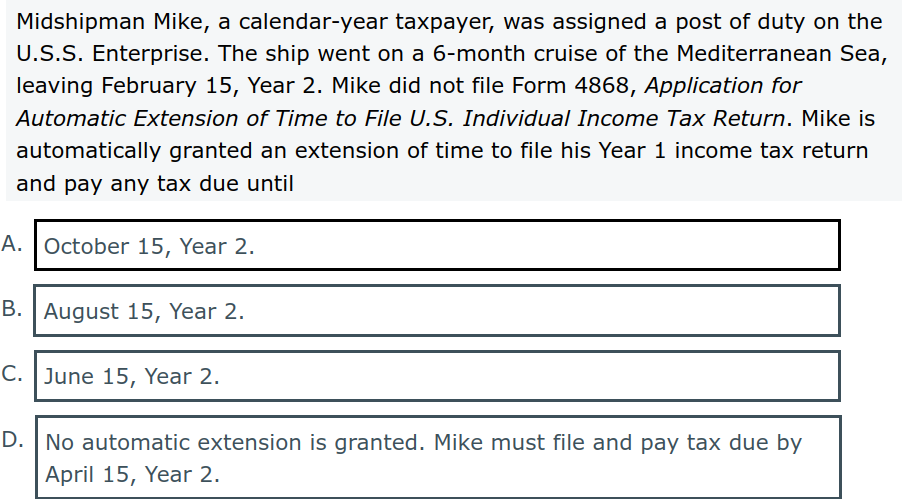 Midshipman Mike, a calendar-year taxpayer, was assigned a post of duty on the
U.S.S. Enterprise. The ship went on a 6-month cruise of the Mediterranean Sea,
leaving February 15, Year 2. Mike did not file Form 4868, Application for
Automatic Extension of Time to File U.S. Individual Income Tax Return. Mike is
automatically granted an extension of time to file his Year 1 income tax return
and pay any tax due until
A. October 15, Year 2.
B. August 15, Year 2.
C. June 15, Year 2.
D. No automatic extension is granted. Mike must file and pay tax due by
April 15, Year 2.